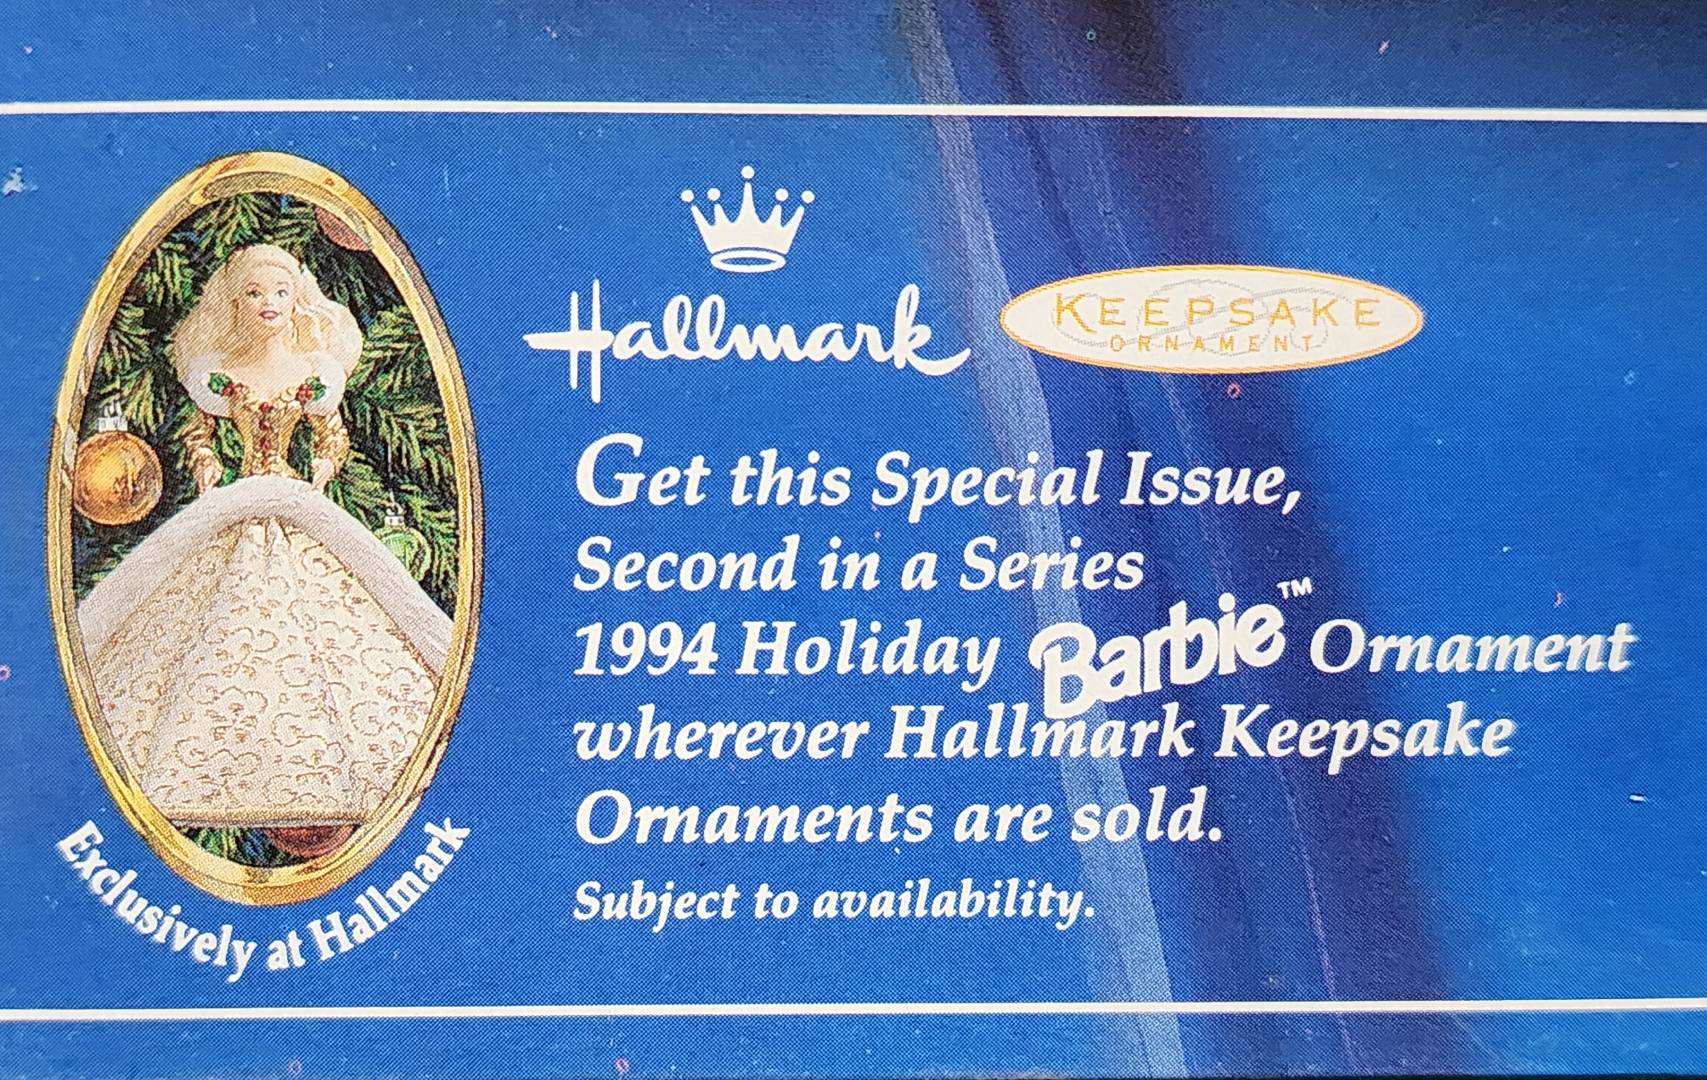 Hallmark
KEEPSAKE
ORNAMENT
Get this Special Issue,
Second in a Series
1994 Holiday Barbie™ Ornament
wherever Hallmark Keepsake
Ornaments are sold.
Subject to availability.
Exclusively at Hallmark